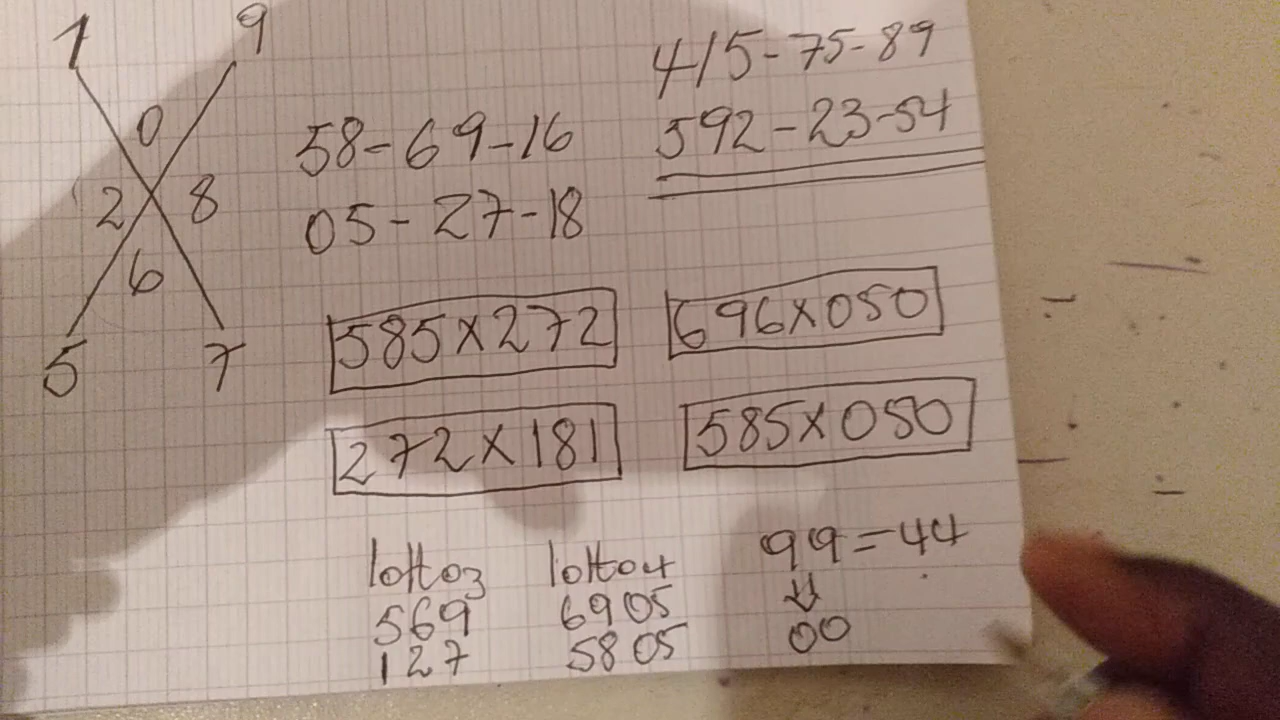 1 9
0
2 8
6
5 7
58-69-16
05-27-18
415-75-89
592-23-54
585X272
696X050
272X181
585X050
lotto3
569
127
lotto4
6905
5805
99=44
↓↓
00